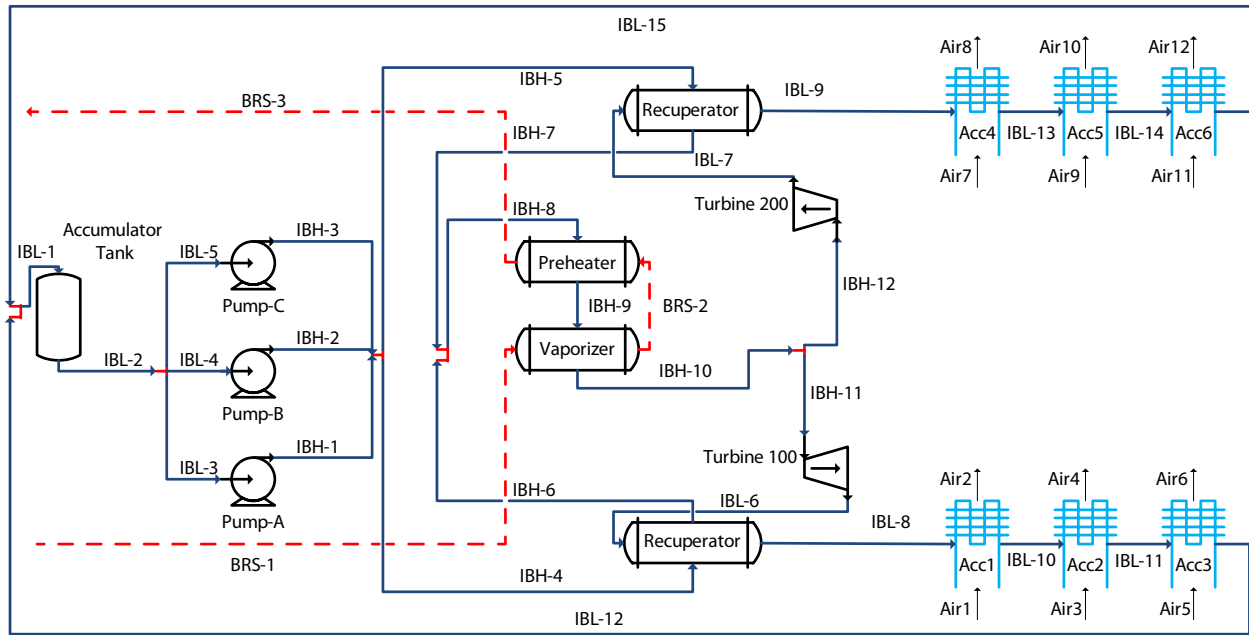 IBL-15
Air8
Air10
Air12
IBH-5
IBL-9
BRS-3
Recuperator
Acc4
IBL-13
Acc5
IBL-14
Acc6
IBH-7
IBL-7
Air7
Air9
Air11
Turbine 200
IBH-8
Accumulator
Tank
IBH-3
IBL-1
IBL-5
Preheater
IBH-12
Pump-C
IBH-9
BRS-2
IBH-2
Vaporizer
IBL-2
IBL-4
IBH-10
Pump-B
IBH-11
IBH-1
Turbine 100
IBL-3
Air2
Air4
Air6
IBH-6
IBL-6
Pump-A
IBL-8
Recuperator
BRS-1
Acc1
IBL-10
Acc2
IBL-11
Acc3
IBH-4
Air1
Air3
Air5
IBL-12